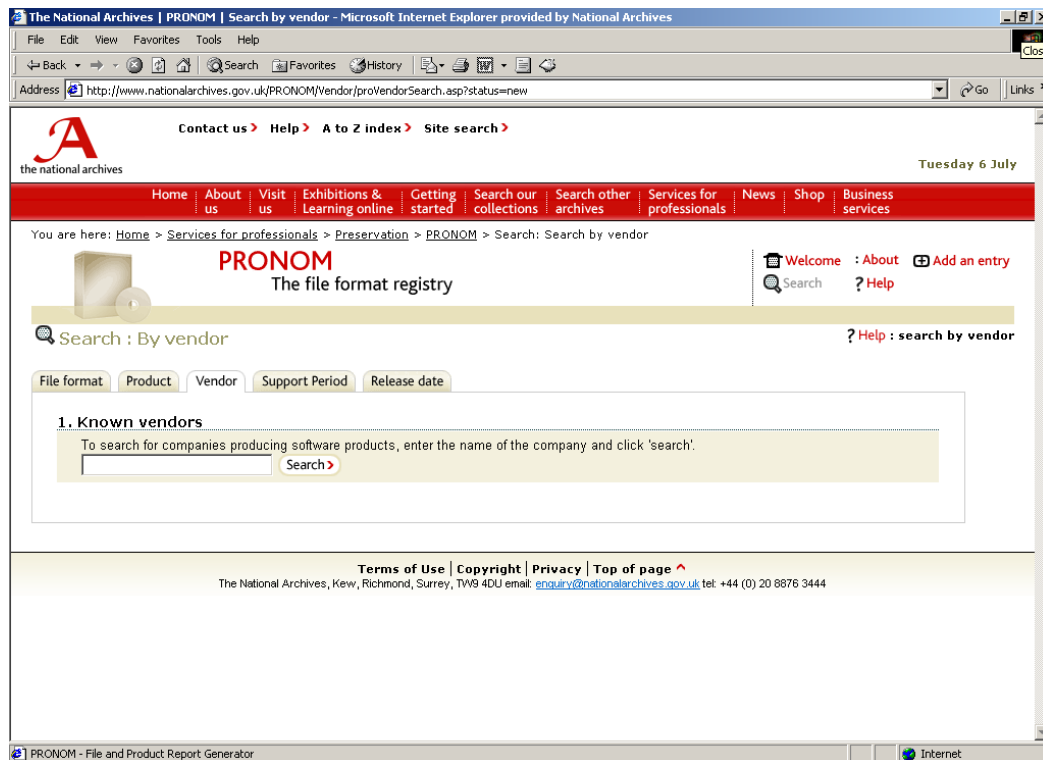 The National Archives | PRONOM | Search by vendor - Microsoft Internet Explorer provided by National Archives
File Edit View Favorites Tools Help
Clos
Back Search Favorites History
Address http://www.nationalarchives.gov.uk/PRONOM/Vendor/proVendorSearch.asp?status=new Go Links
Contact us Help A to Z index Site search
the national archives
Tuesday 6 July
Home About us Visit us Exhibitions & Learning online Getting started Search our collections Search other archives Services for professionals News Shop Business services
You are here: Home > Services for professionals > Preservation > PRONOM > Search: Search by vendor
PRONOM
The file format registry
Welcome : About Add an entry
Search ? Help
Search : By vendor
? Help : search by vendor
File format Product Vendor Support Period Release date
1. Known vendors
To search for companies producing software products, enter the name of the company and click 'search'.
Search
Terms of Use | Copyright | Privacy | Top of page
The National Archives, Kew, Richmond, Surrey, TW9 4DU email: enquiry@nationalarchives.gov.uk tel: +44 (0) 20 8876 3444
PRONOM - File and Product Report Generator Internet